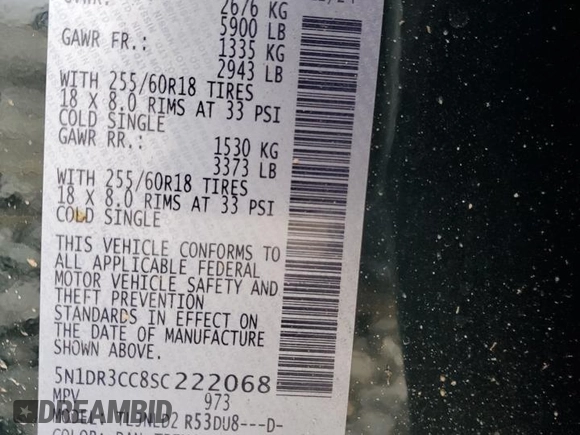 2676 KG
5900 LB
GAWR FR.: 1335 KG
2943 LB
WITH 255/60R18 TIRES
18 X 8.0 RIMS AT 33 PSI
COLD SINGLE
GAWR RR.: 1530 KG
3373 LB
WITH 255/60R18 TIRES
18 X 8.0 RIMS AT 33 PSI
COLD SINGLE
THIS VEHICLE CONFORMS TO
ALL APPLICABLE FEDERAL
MOTOR VEHICLE SAFETY AND
THEFT PREVENTION
STANDARDS IN EFFECT ON
THE DATE OF MANUFACTURE
SHOWN ABOVE.
5N1DR3CC8SC222068
MPV 973
MODEL: TL3NLD2 R53DU8---D-
DREAMBID